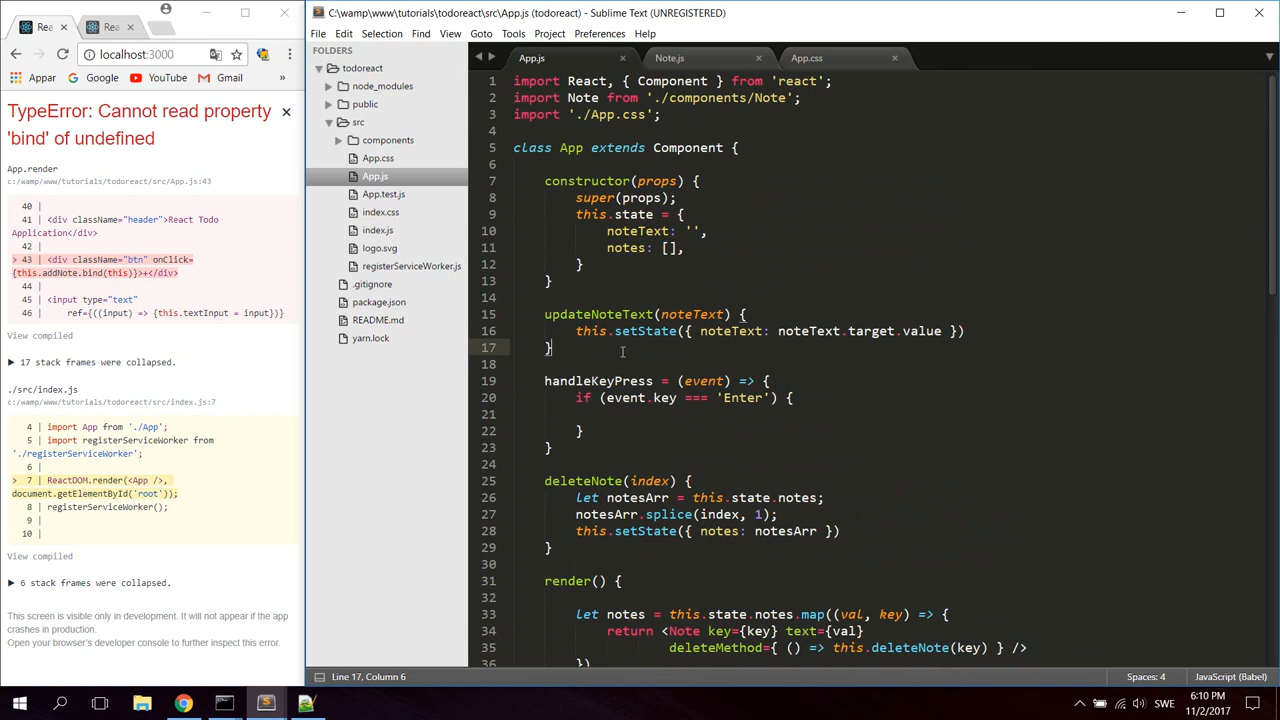 C:\wamp\www\tutorials\todoreact\src\App.js (todoreact) - Sublime Text (UNREGISTERED)
Rea
Rea
localhost:3000
Appar
Google
YouTube
Gmail
»
File Edit Selection Find View Goto Tools Project Preferences Help
TypeError: Cannot read property
'bind' of undefined
App.render
c:/wamp/www/tutorials/todoreact/src/App.js:43
40 |
41 | <div className="header">React Todo
Application</div>
42 |
> 43 | <div className="btn" onClick=
{this.addNote.bind(this)}>+</div>
44 |
45 | <input type="text"
46 | ref={((input) => {this.textInput = input})}
View compiled
▶ 17 stack frames were collapsed.
./src/index.js
c:/wamp/www/tutorials/todoreact/src/index.js:7
4 | import App from './App';
5 | import registerServiceWorker from
'./registerServiceWorker';
6 |
> 7 | ReactDOM.render(<App />,
document.getElementById('root'));
8 | registerServiceWorker();
9 |
10 |
View compiled
▶ 6 stack frames were collapsed.
This screen is visible only in development. It will not appear if the app
crashes in production.
Open your browser's developer console to further inspect this error.
FOLDERS
todoreact
node_modules
public
src
components
App.css
App.js
App.test.js
index.css
index.js
logo.svg
registerServiceWorker.js
.gitignore
package.json
README.md
yarn.lock
App.js
Note.js
App.css
1 import React, { Component } from 'react';
2 import Note from './components/Note';
3 import './App.css';
4
5 class App extends Component {
6
7 constructor(props) {
8 super(props);
9 this.state = {
10 noteText: '',
11 notes: [],
12 }
13 }
14
15 updateNoteText(noteText) {
16 this.setState({ noteText: noteText.target.value })
17 }
18
19 handleKeyPress = (event) => {
20 if (event.key === 'Enter') {
21
22 }
23 }
24
25 deleteNote(index) {
26 let notesArr = this.state.notes;
27 notesArr.splice(index, 1);
28 this.setState({ notes: notesArr })
29 }
30
31 render() {
32
33 let notes = this.state.notes.map((val, key) => {
34 return <Note key={key} text={val}
35 deleteMethod={ () => this.deleteNote(key) } />
36 })
Line 17, Column 6
Spaces: 4
JavaScript (Babel)
SWE
6:10 PM
11/2/2017